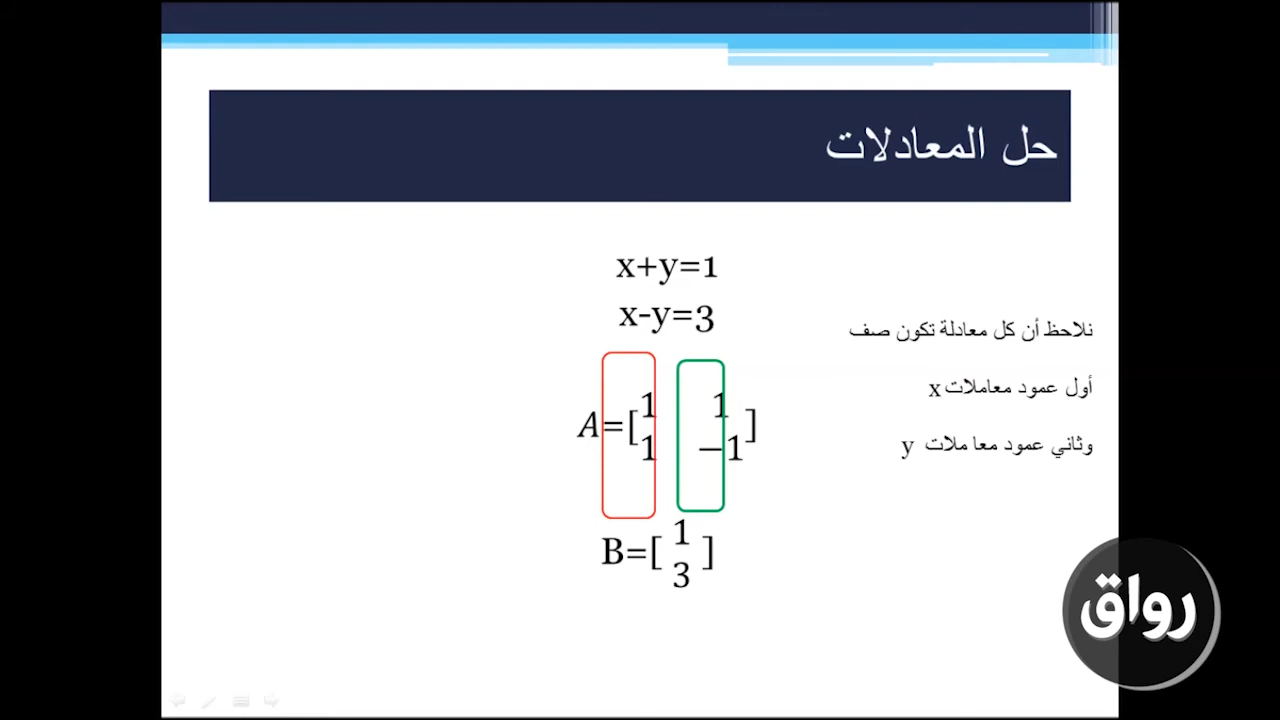 حل المعادلات
x+y=1
x-y=3
نلاحظ أن كل معادلة تكون صف
أول عمود معاملات x
وثاني عمود معا ملات y
A=[1 1
1 −1]
B=[1
3]
رواق